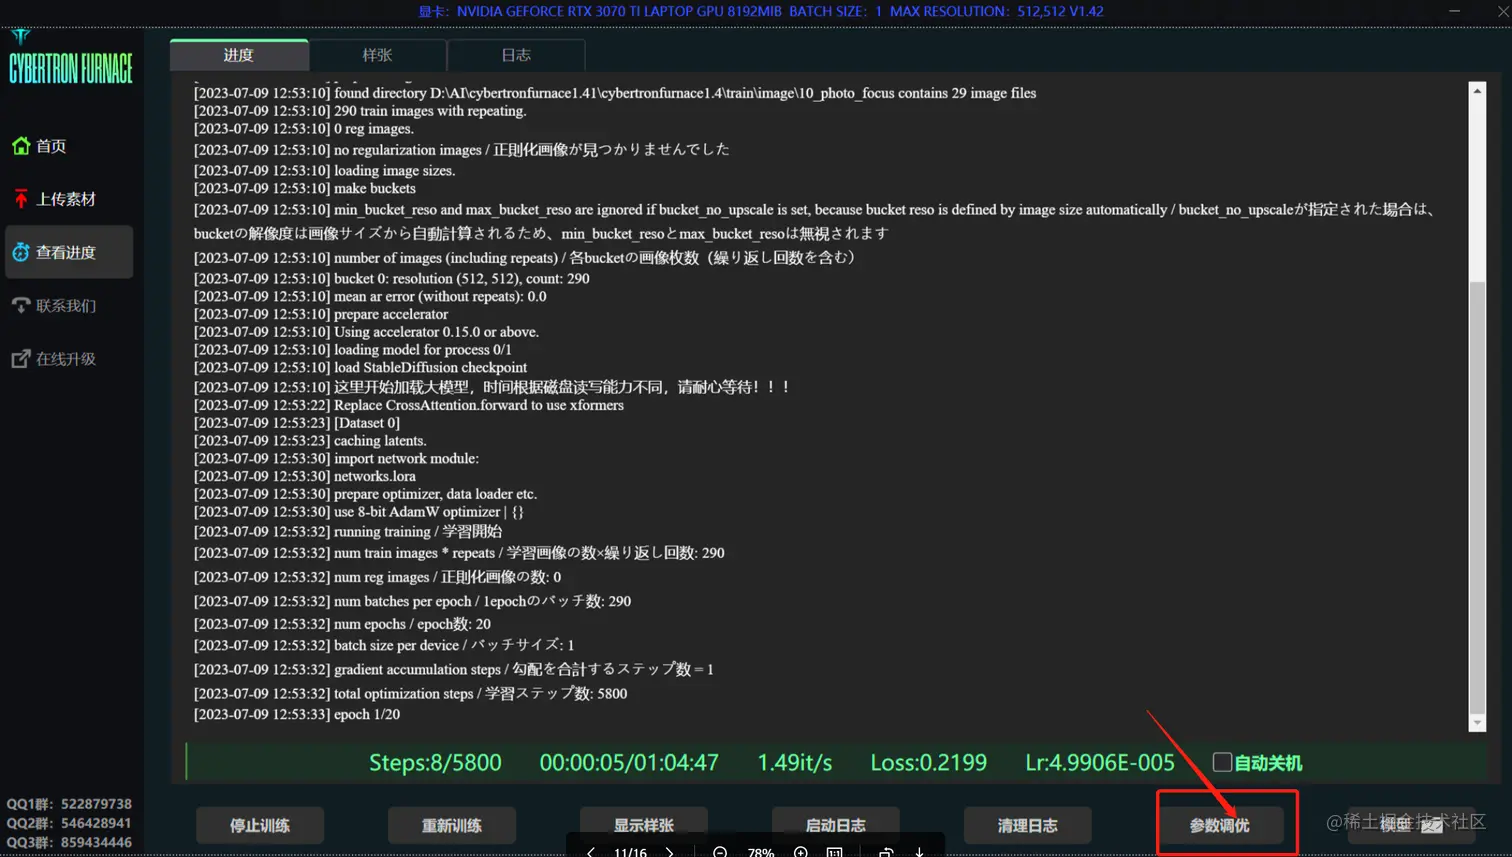 显卡：NVIDIA GEFORCE RTX 3070 TI LAPTOP GPU 8192MIB BATCH SIZE：1 MAX RESOLUTION：512,512 V1.42
CYBERTRON FURNACE
首页
上传素材
查看进度
联系我们
在线升级
进度 样张 日志
[2023-07-09 12:53:10] found directory D:\AI\cybertronfurnace1.41\cybertronfurnace1.4\train\image\10_photo_focus contains 29 image files
[2023-07-09 12:53:10] 290 train images with repeating.
[2023-07-09 12:53:10] 0 reg images.
[2023-07-09 12:53:10] no regularization images / 正則化画像が見つかりませんでした
[2023-07-09 12:53:10] loading image sizes.
[2023-07-09 12:53:10] make buckets
[2023-07-09 12:53:10] min_bucket_reso and max_bucket_reso are ignored if bucket_no_upscale is set, because bucket reso is defined by image size automatically / bucket_no_upscaleが指定された場合は、
bucketの解像度は画像サイズから自動計算されるため、min_bucket_resoとmax_bucket_resoは無視されます
[2023-07-09 12:53:10] number of images (including repeats) / 各bucketの画像枚数（繰り返し回数を含む）
[2023-07-09 12:53:10] bucket 0: resolution (512, 512), count: 290
[2023-07-09 12:53:10] mean ar error (without repeats): 0.0
[2023-07-09 12:53:10] prepare accelerator
[2023-07-09 12:53:10] Using accelerator 0.15.0 or above.
[2023-07-09 12:53:10] loading model for process 0/1
[2023-07-09 12:53:10] load StableDiffusion checkpoint
[2023-07-09 12:53:10] 这里开始加载大模型，时间根据磁盘读写能力不同，请耐心等待！！！
[2023-07-09 12:53:22] Replace CrossAttention.forward to use xformers
[2023-07-09 12:53:23] [Dataset 0]
[2023-07-09 12:53:23] caching latents.
[2023-07-09 12:53:30] import network module:
[2023-07-09 12:53:30] networks.lora
[2023-07-09 12:53:30] prepare optimizer, data loader etc.
[2023-07-09 12:53:30] use 8-bit AdamW optimizer | {}
[2023-07-09 12:53:32] running training / 学習開始
[2023-07-09 12:53:32] num train images * repeats / 学習画像の数×繰り返し回数: 290
[2023-07-09 12:53:32] num reg images / 正則化画像の数: 0
[2023-07-09 12:53:32] num batches per epoch / 1epochのバッチ数: 290
[2023-07-09 12:53:32] num epochs / epoch数: 20
[2023-07-09 12:53:32] batch size per device / バッチサイズ: 1
[2023-07-09 12:53:32] gradient accumulation steps / 勾配を合計するステップ数 = 1
[2023-07-09 12:53:32] total optimization steps / 学習ステップ数: 5800
[2023-07-09 12:53:33] epoch 1/20
Steps:8/5800 00:00:05/01:04:47 1.49it/s Loss:0.2199 Lr:4.9906E-005 自动关机
QQ1群：522879738
QQ2群：546428941
QQ3群：859434446
停止训练 重新训练 显示样张 启动日志 清理日志 参数调优 模型
@稀土掘金技术社区
11/16 78%